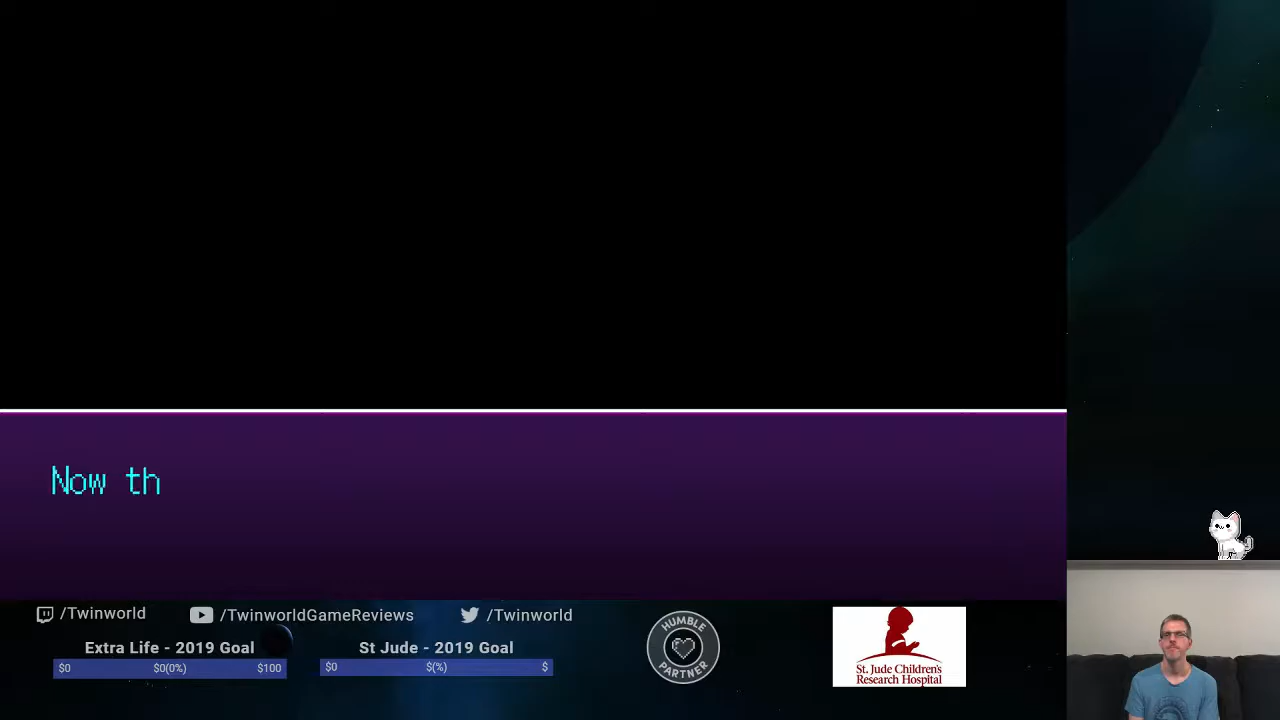 Now th
/Twinworld
/TwinworldGameReviews
/Twinworld
HUMBLE
PARTNER
Extra Life - 2019 Goal
$0 $0(0%) $100
St Jude - 2019 Goal
$0 $(%) $
St. Jude Children's
Research Hospital